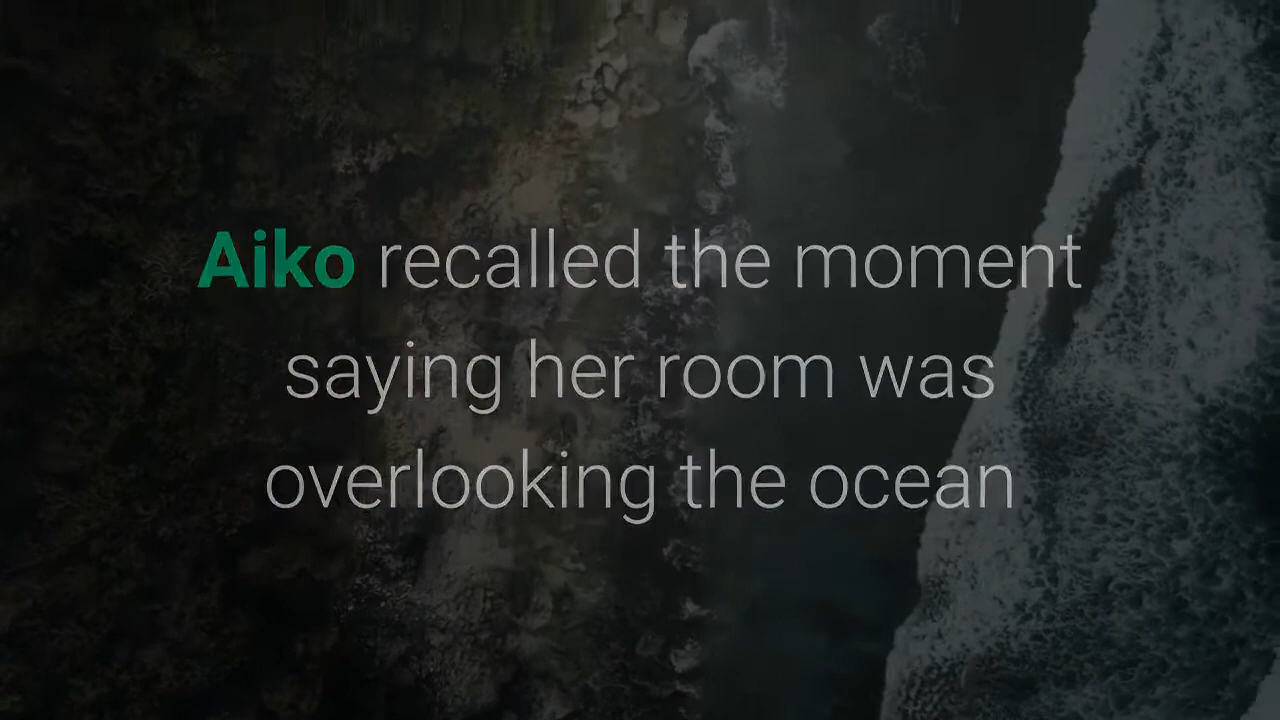 Aiko recalled the moment
saying her room was
overlooking the ocean